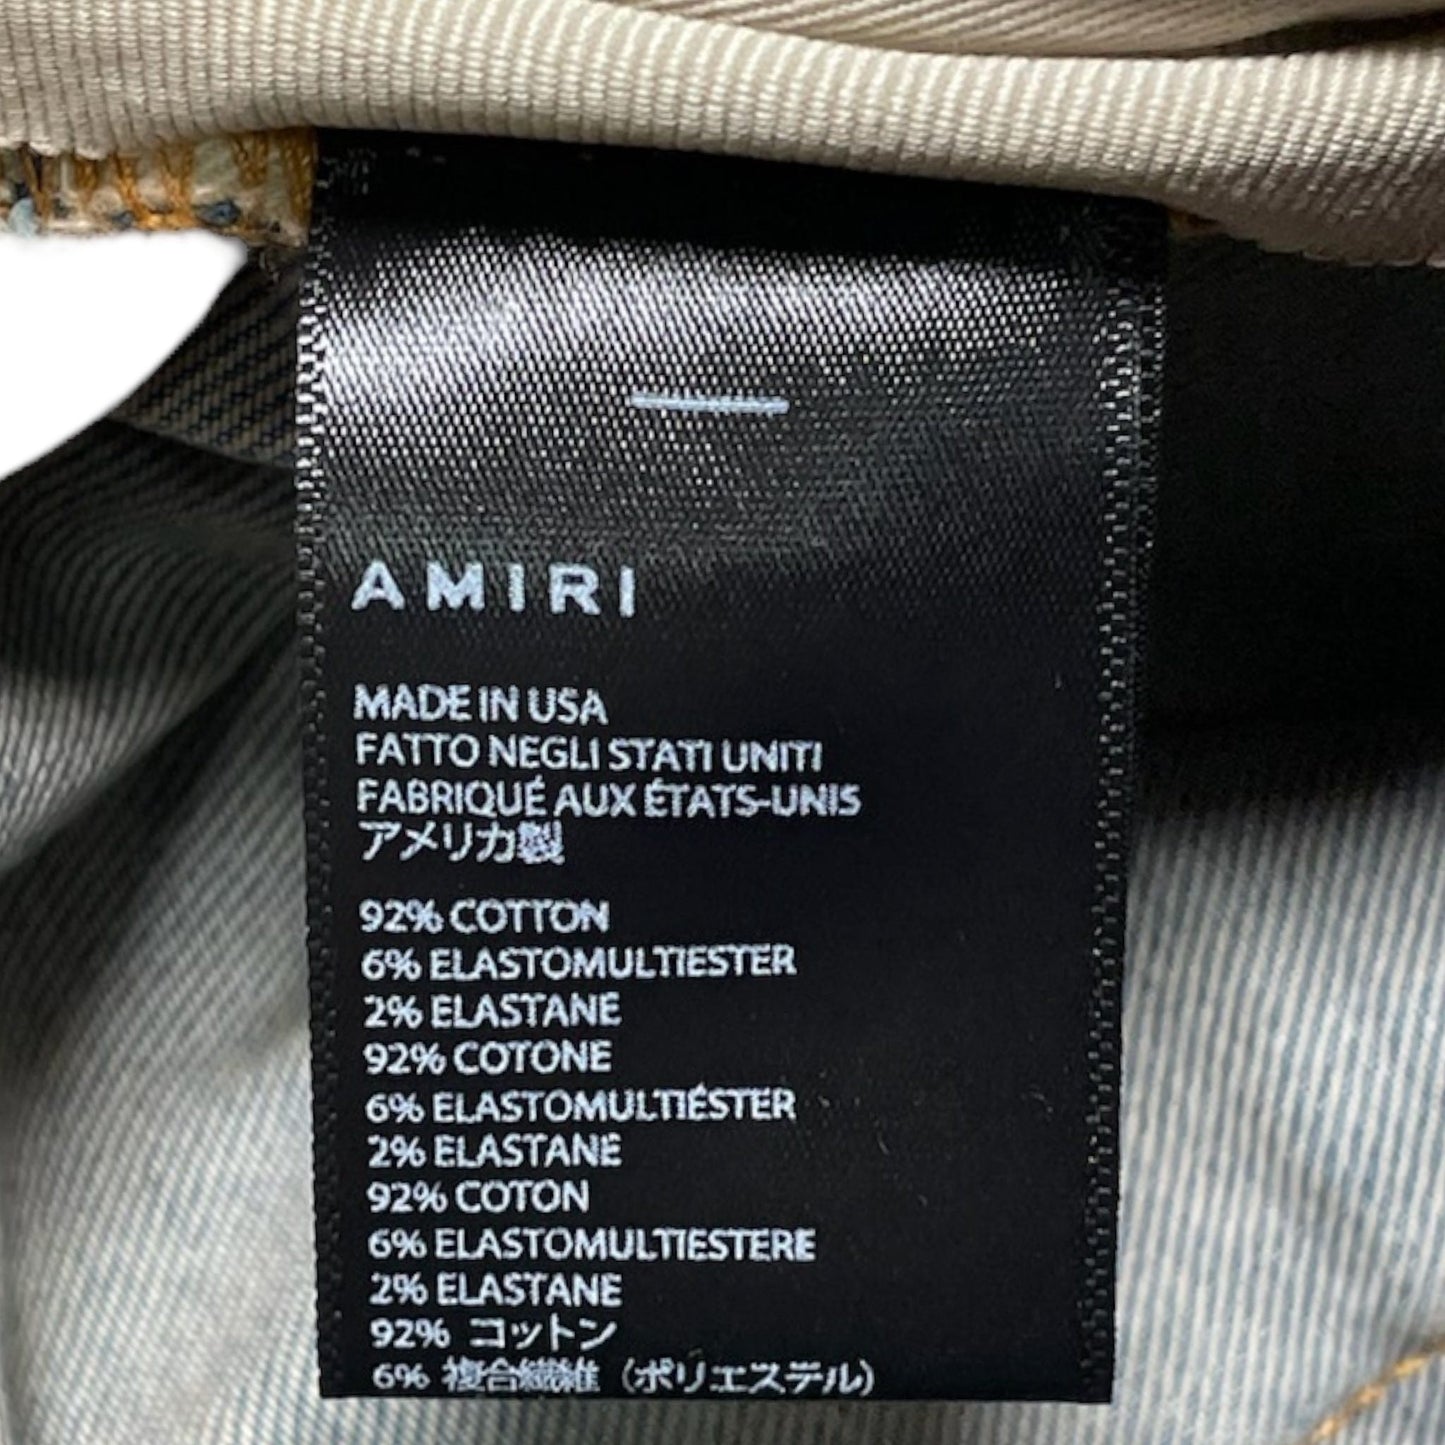 AMIRI
MADE IN USA
FATTO NEGLI STATI UNITI
FABRIQUÉ AUX ÉTATS-UNIS
アメリカ製
92% COTTON
6% ELASTOMULTIESTER
2% ELASTANE
92% COTONE
6% ELASTOMULTIÉSTER
2% ELASTANE
92% COTON
6% ELASTOMULTIESTERE
2% ELASTANE
92% コットン
6% 複合繊維（ポリエステル）